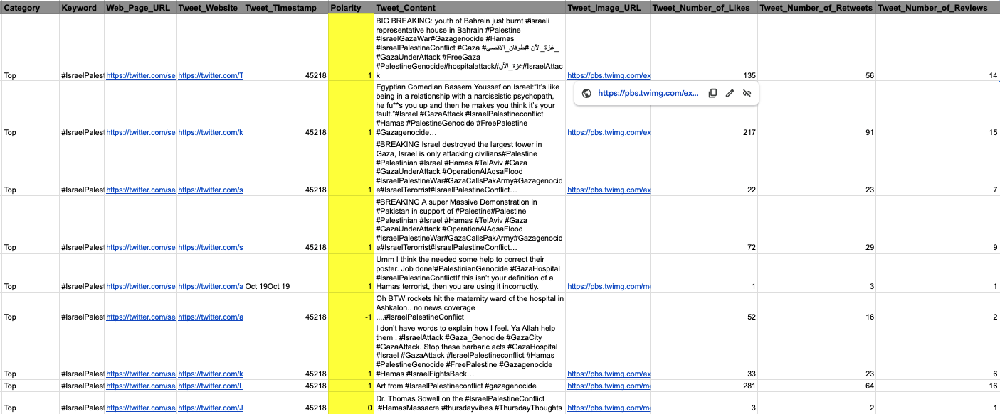 Category Keyword Web_Page_URL Tweet_Website Tweet_Timestamp Polarity Tweet_Content Tweet_Image_URL Tweet_Number_of_Likes Tweet_Number_of_Retweets Tweet_Number_of_Reviews
BIG BREAKING: youth of Bahrain just burnt #israeli
representative house in Bahrain #Palestine
#IsraelGazaWar#Gazagenocide #Hamas
#IsraelPalestineConflict #Gaza #غزة_الآن #طوفان_الاقصى_
#GazaUnderAttack #FreeGaza
#PalestineGenocide#hospitalattack#غزة_الأن#IsraelAttac
Top #IsraelPales https://twitter.com/se https://twitter.com/T 45218 1 k https://pbs.twimg.com/ex 135 56 14
Egyptian Comedian Bassem Youssef on Israel:"It's like
https://pbs.twimg.com/ex...
being in a relationship with a narcissistic psychopath,
he fu**s you up and then he makes you think it's your
fault."#Israel #GazaAttack #IsraelPalestineconflict
#Hamas #PalestineGenocide #FreePalestine
Top #IsraelPales https://twitter.com/se https://twitter.com/k 45218 1 #Gazagenocide… https://pbs.twimg.com/ex 217 91 15
#BREAKING Israel destroyed the largest tower in
Gaza, Israel is only attacking civilians#Palestine
#Palestinian #Israel #Hamas #TelAviv #Gaza
#GazaUnderAttack #OperationAlAqsaFlood
#IsraelPalestineWar#GazaCallsPakArmy#Gazagenocid
Top #IsraelPales https://twitter.com/se https://twitter.com/s 45218 1 e#IsraelTerorrist#IsraelPalestineConflict… https://pbs.twimg.com/ex 22 23 7
#BREAKING A super Massive Demonstration in
#Pakistan in support of #Palestine#Palestine
#Palestinian #Israel #Hamas #TelAviv #Gaza
#GazaUnderAttack #OperationAlAqsaFlood
#IsraelPalestineWar#GazaCallsPakArmy#Gazagenocid
Top #IsraelPales https://twitter.com/se https://twitter.com/s 45218 1 e#IsraelTerorrist#IsraelPalestineConflict… 72 29 9
Umm I think the needed some help to correct their
poster. Job done!#PalestinianGenocide #GazaHospital
#IsraelPalestineConflictIf this isn't your definition of a
Top #IsraelPales https://twitter.com/se https://twitter.com/a Oct 19Oct 19 1 Hamas terrorist, then you are using it incorrectly. https://pbs.twimg.com/m 1 3 1
Oh BTW rockets hit the maternity ward of the hospital in
Ashkalon.. no news coverage
Top #IsraelPales https://twitter.com/se https://twitter.com/a 45218 -1 ....#IsraelPalestineConflict 52 16 2
I don't have words to explain how I feel. Ya Allah help
them . #IsraelAttack #Gaza_Genocide #GazaCity
#GazaAttack. Stop these barbaric acts #GazaHospital
#Israel #GazaAttack #IsraelPalestineconflict #Hamas
#PalestineGenocide #FreePalestine #Gazagenocide
Top #IsraelPales https://twitter.com/se https://twitter.com/k 45218 1 #Hamas #IsraelFightsBack… https://pbs.twimg.com/ex 33 23 6
Top #IsraelPales https://twitter.com/se https://twitter.com/L 45218 1 Art from #IsraelPalestineconflict #gazagenocide https://pbs.twimg.com/m 281 64 16
Dr. Thomas Sowell on the #IsraelPalestineConflict
Top #IsraelPales https://twitter.com/se https://twitter.com/J 45218 0 .#HamasMassacre #thursdayvibes #ThursdayThoughts https://pbs.twimg.com/m 3 2 1